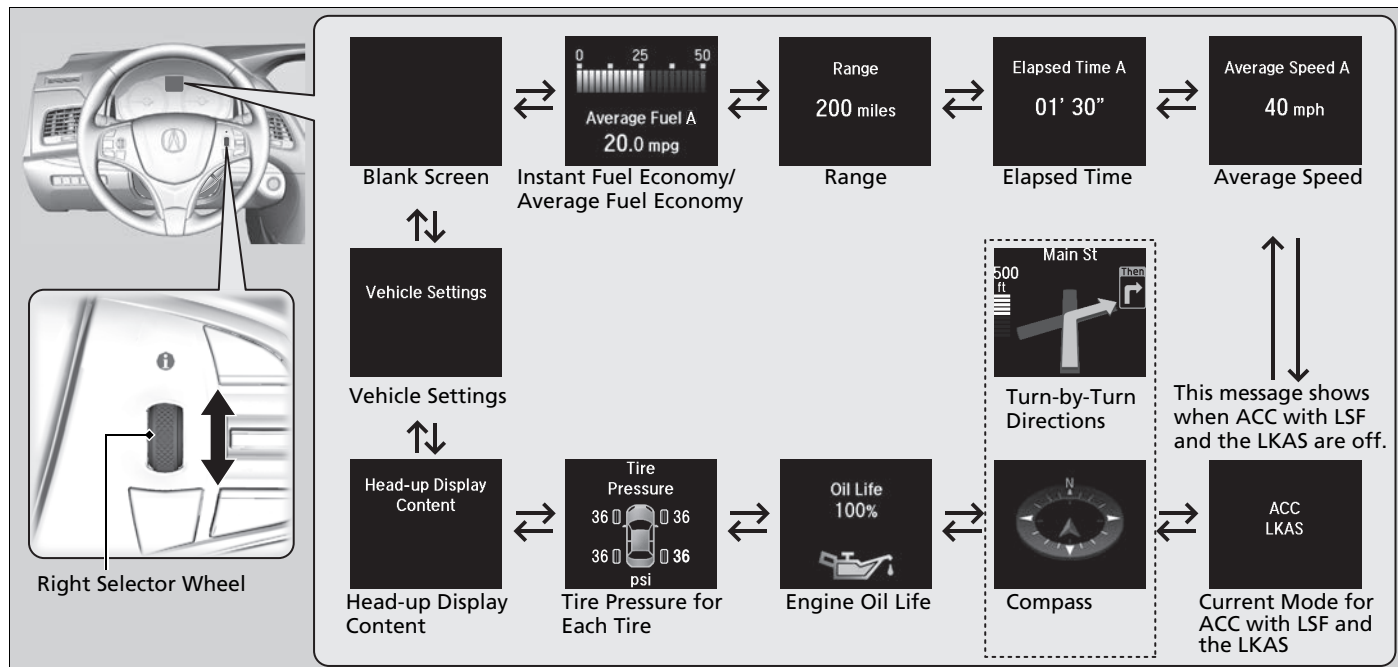 0 25 50
Average Fuel A
20.0 mpg
Range
200 miles
Elapsed Time A
01' 30"
Average Speed A
40 mph
Blank Screen
Instant Fuel Economy/
Average Fuel Economy
Range
Elapsed Time
Average Speed
Vehicle Settings
Vehicle Settings
Main St
500
ft
Then
Turn-by-Turn
Directions
This message shows
when ACC with LSF
and the LKAS are off.
i
Right Selector Wheel
Head-up Display
Content
Head-up Display
Content
Tire
Pressure
36 36
36 36
psi
Tire Pressure for
Each Tire
Oil Life
100%
Engine Oil Life
N
Compass
ACC
LKAS
Current Mode for
ACC with LSF and
the LKAS